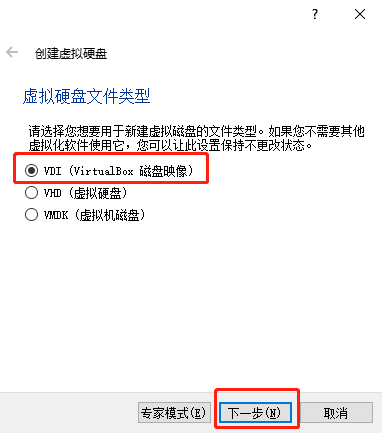 ?
创建虚拟硬盘
虚拟硬盘文件类型
请选择您想要用于新建虚拟磁盘的文件类型。如果您不需要其他
虚拟化软件使用它，您可以让此设置保持不更改状态。
VDI (VirtualBox 磁盘映像)
VHD (虚拟硬盘)
VMDK (虚拟机磁盘)
专家模式(E) 下一步(N) 取消